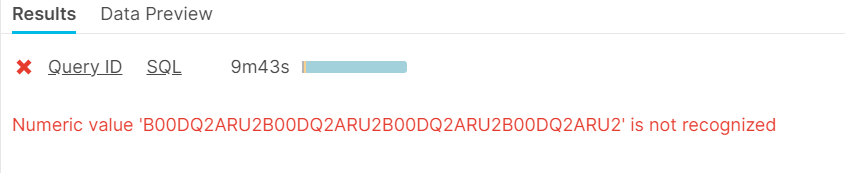 Results Data Preview
Query ID SQL 9m43s
Numeric value 'B00DQ2ARU2B00DQ2ARU2B00DQ2ARU2B00DQ2ARU2' is not recognized